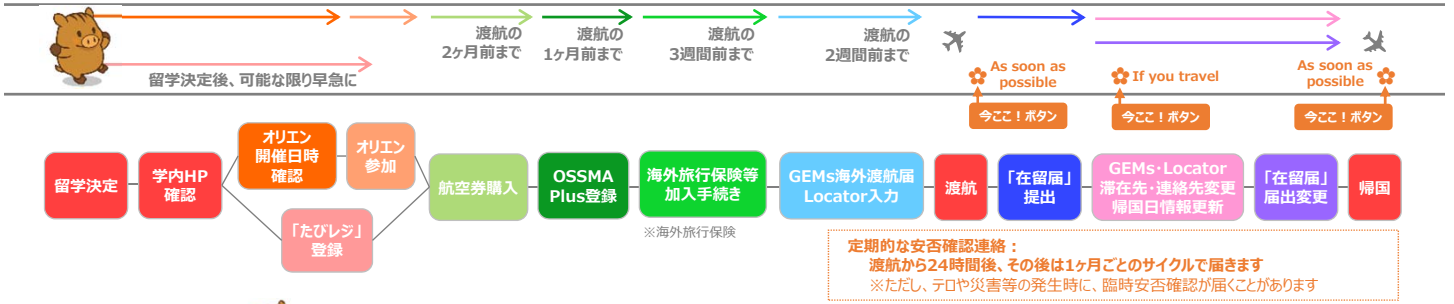 渡航の
2ヶ月前まで
渡航の
1ヶ月前まで
渡航の
3週間前まで
渡航の
2週間前まで
留学決定後、可能な限り早急に
As soon as
possible
If you travel
As soon as
possible
今ここ!ボタン
今ここ!ボタン
今ここ!ボタン
留学決定
学内HP
確認
オリエン
開催日時
確認
オリエン
参加
「たびレジ」
登録
航空券購入
OSSMA
Plus登録
海外旅行保険等
加入手続き
※海外旅行保険
GEMs海外渡航届
Locator入力
渡航
「在留届」
提出
GEMs・Locator
滞在先・連絡先変更
帰国日情報更新
「在留届」
届出変更
帰国
定期的な安否確認連絡:
渡航から24時間後、その後は1ヶ月ごとのサイクルで届きます
※ただし、テロや災害等の発生時に、臨時安否確認が届くことがあります